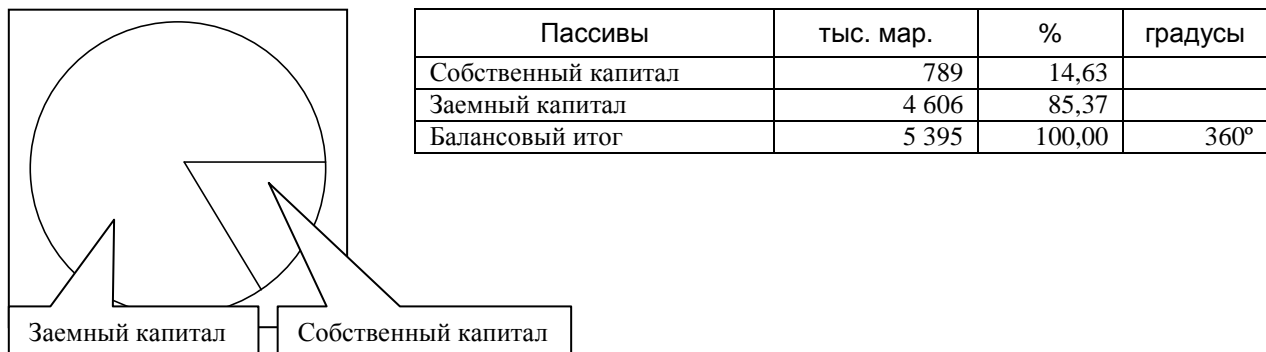 Пассивы тыс. мар. % градусы
Собственный капитал 789 14,63
Заемный капитал 4 606 85,37
Балансовый итог 5 395 100,00 360º
Заемный капитал Собственный капитал